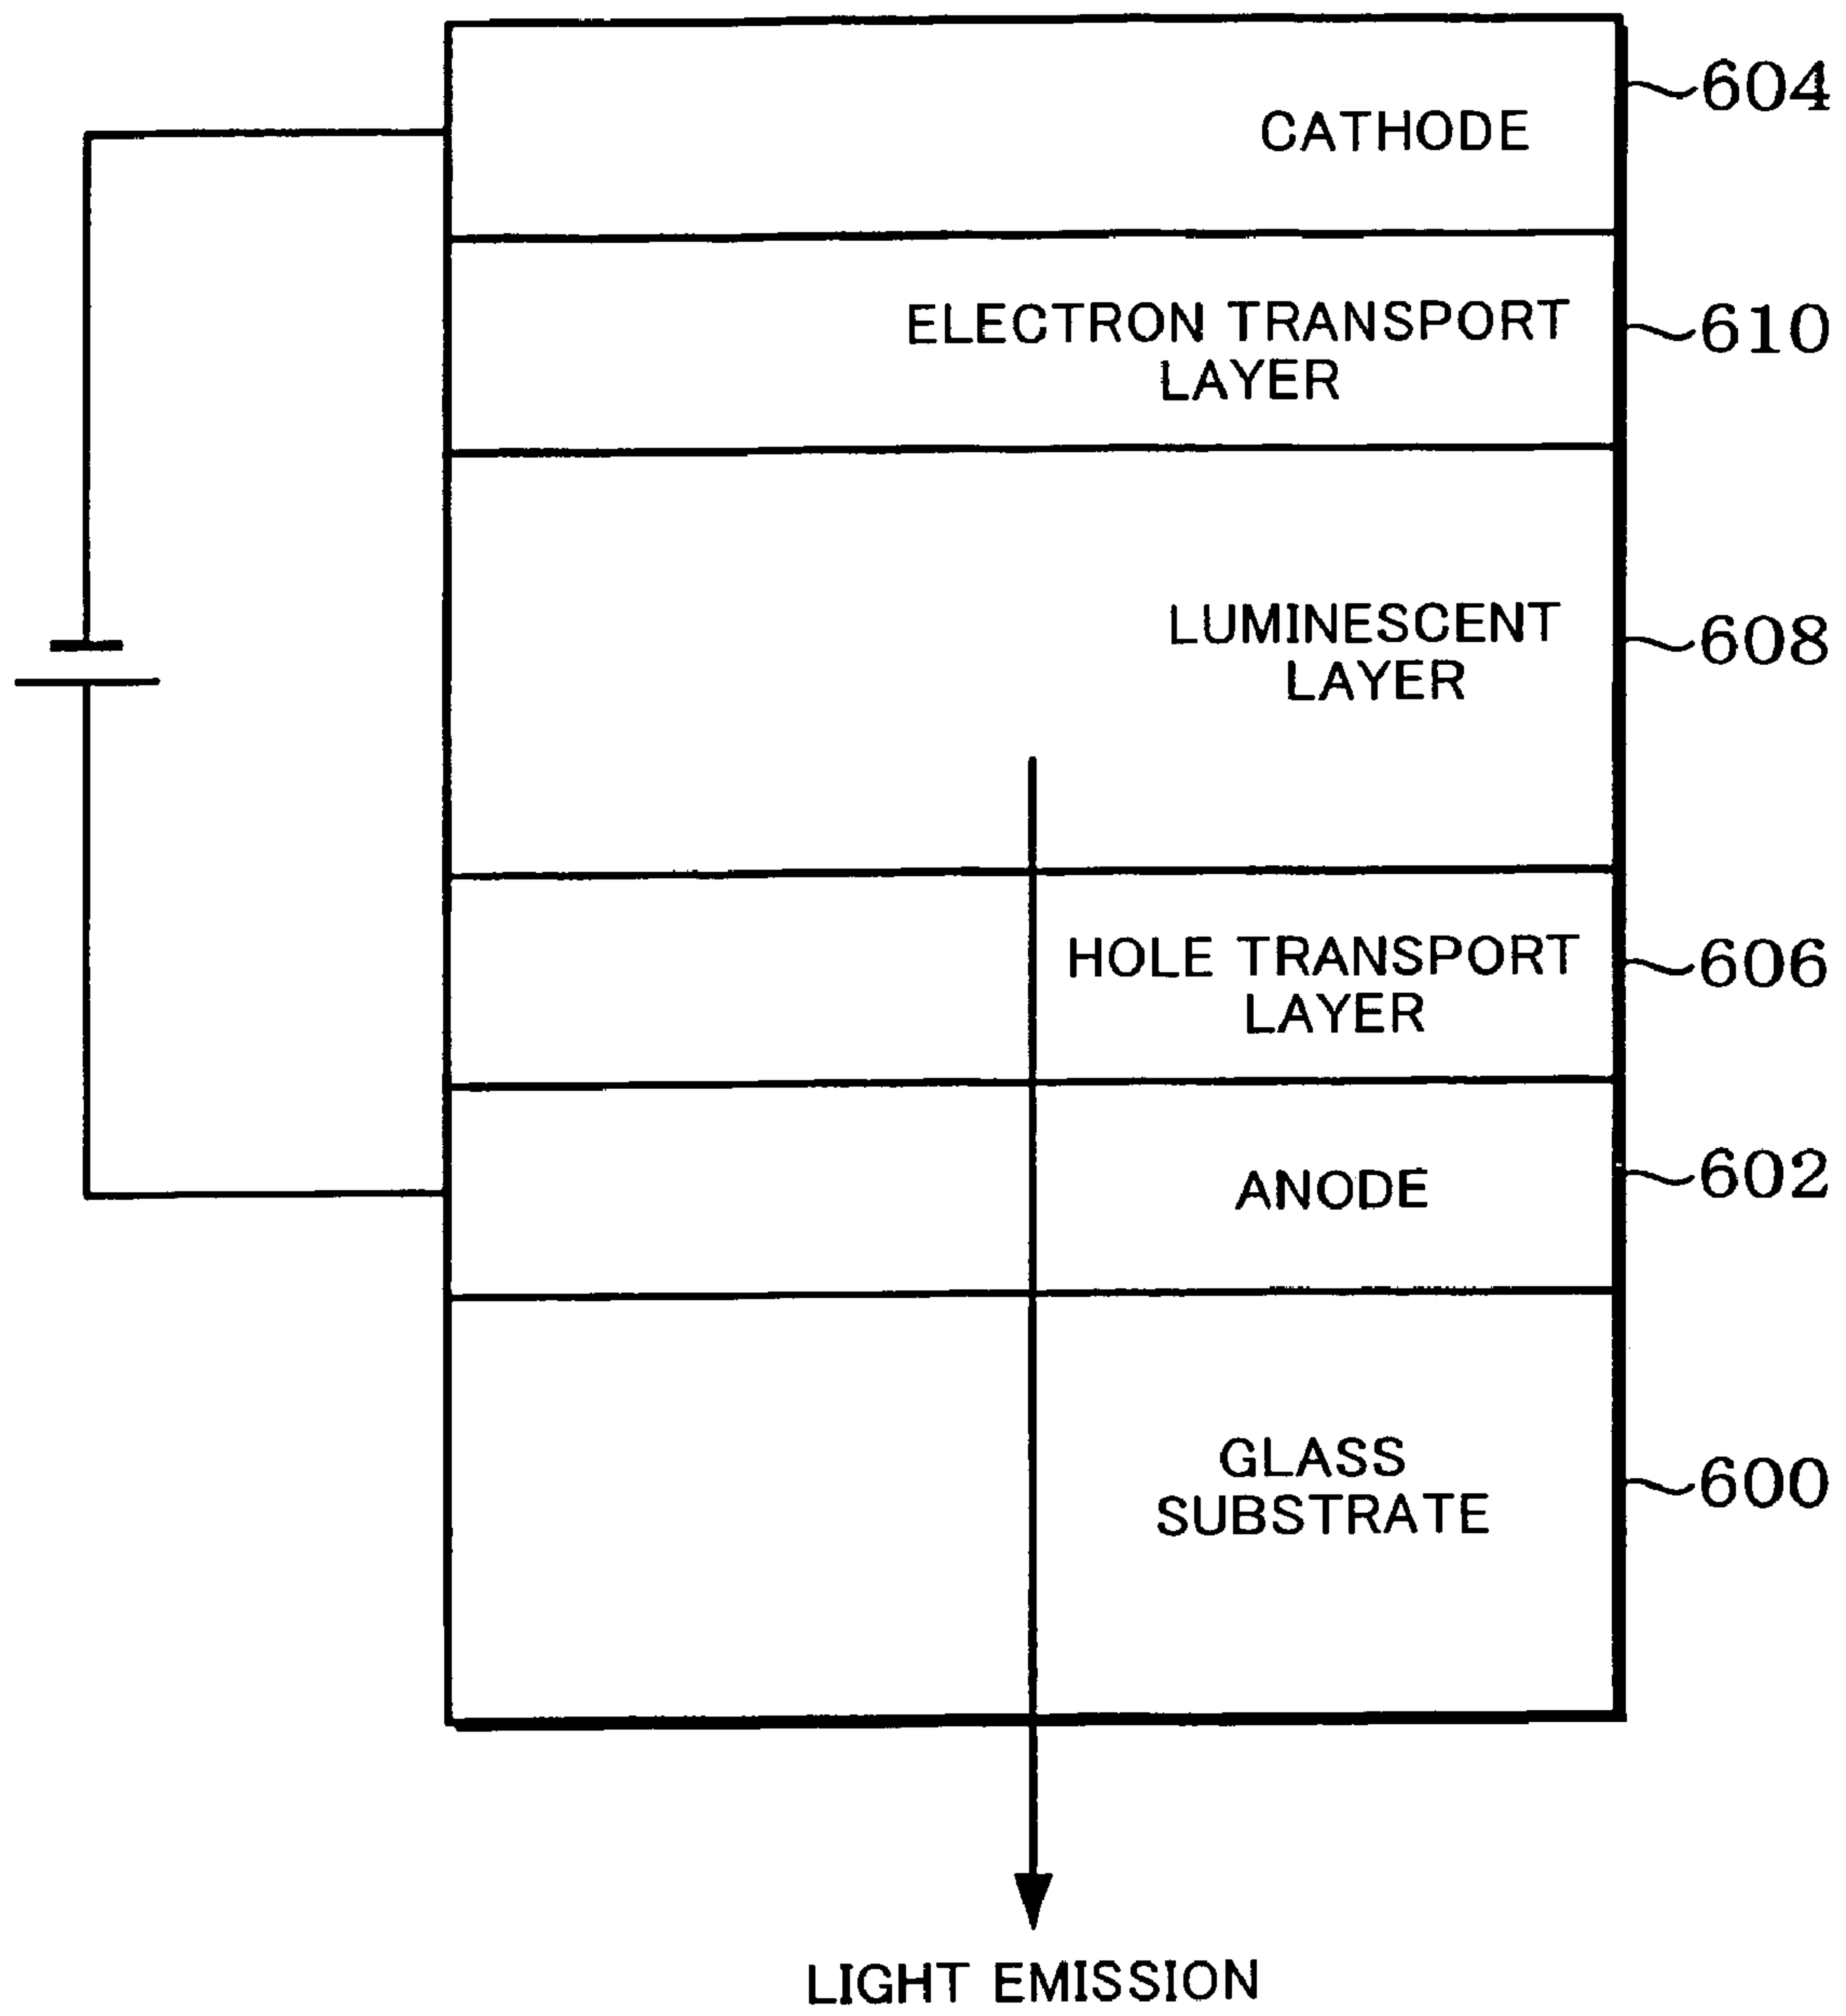 CATHODE
604
ELECTRON TRANSPORT
LAYER
610
LUMINESCENT
LAYER
608
HOLE TRANSPORT
LAYER
606
ANODE
602
GLASS
SUBSTRATE
600
LIGHT EMISSION